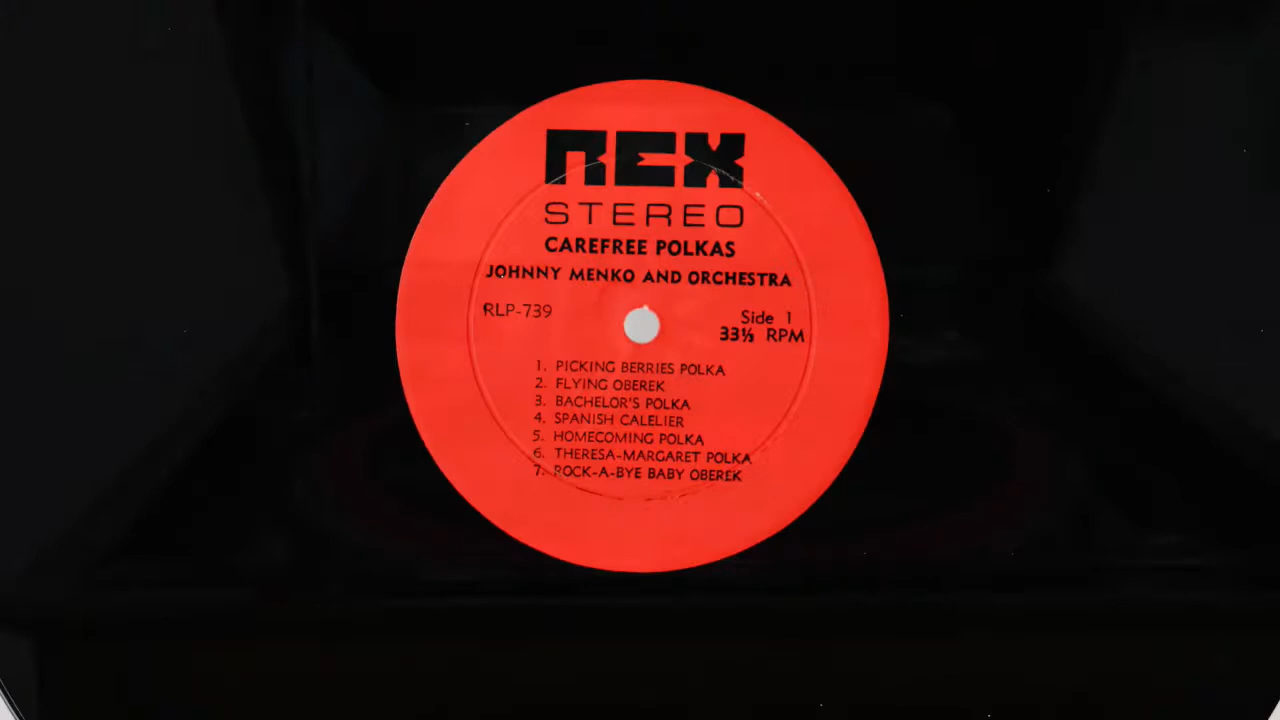 REX
STEREO
CAREFREE POLKAS
JOHNNY MENKO AND ORCHESTRA
RLP-739
Side 1
33⅓ RPM
1. PICKING BERRIES POLKA
2. FLYING OBEREK
3. BACHELOR'S POLKA
4. SPANISH CALELIER
5. HOMECOMING POLKA
6. THERESA-MARGARET POLKA
7. ROCK-A-BYE BABY OBEREK